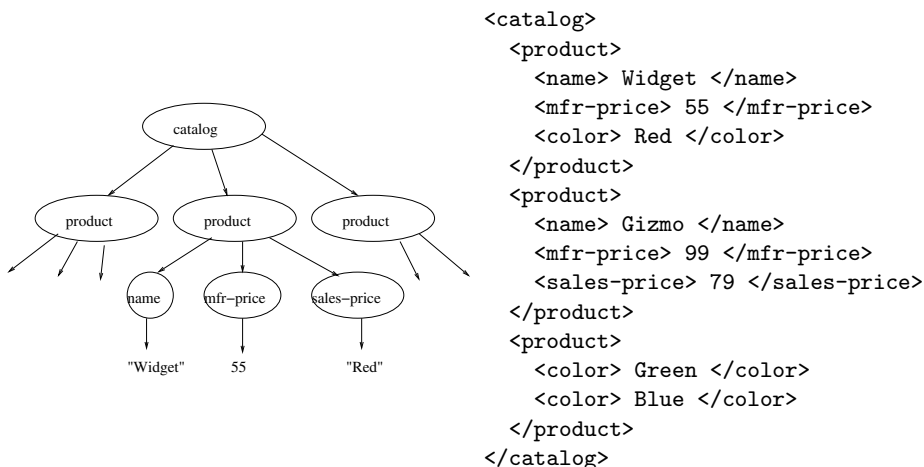 catalog
product product product
name mfr−price sales−price
"Widget" 55 "Red"
<catalog>
  <product>
    <name> Widget </name>
    <mfr-price> 55 </mfr-price>
    <color> Red </color>
  </product>
  <product>
    <name> Gizmo </name>
    <mfr-price> 99 </mfr-price>
    <sales-price> 79 </sales-price>
  </product>
  <product>
    <color> Green </color>
    <color> Blue </color>
  </product>
</catalog>